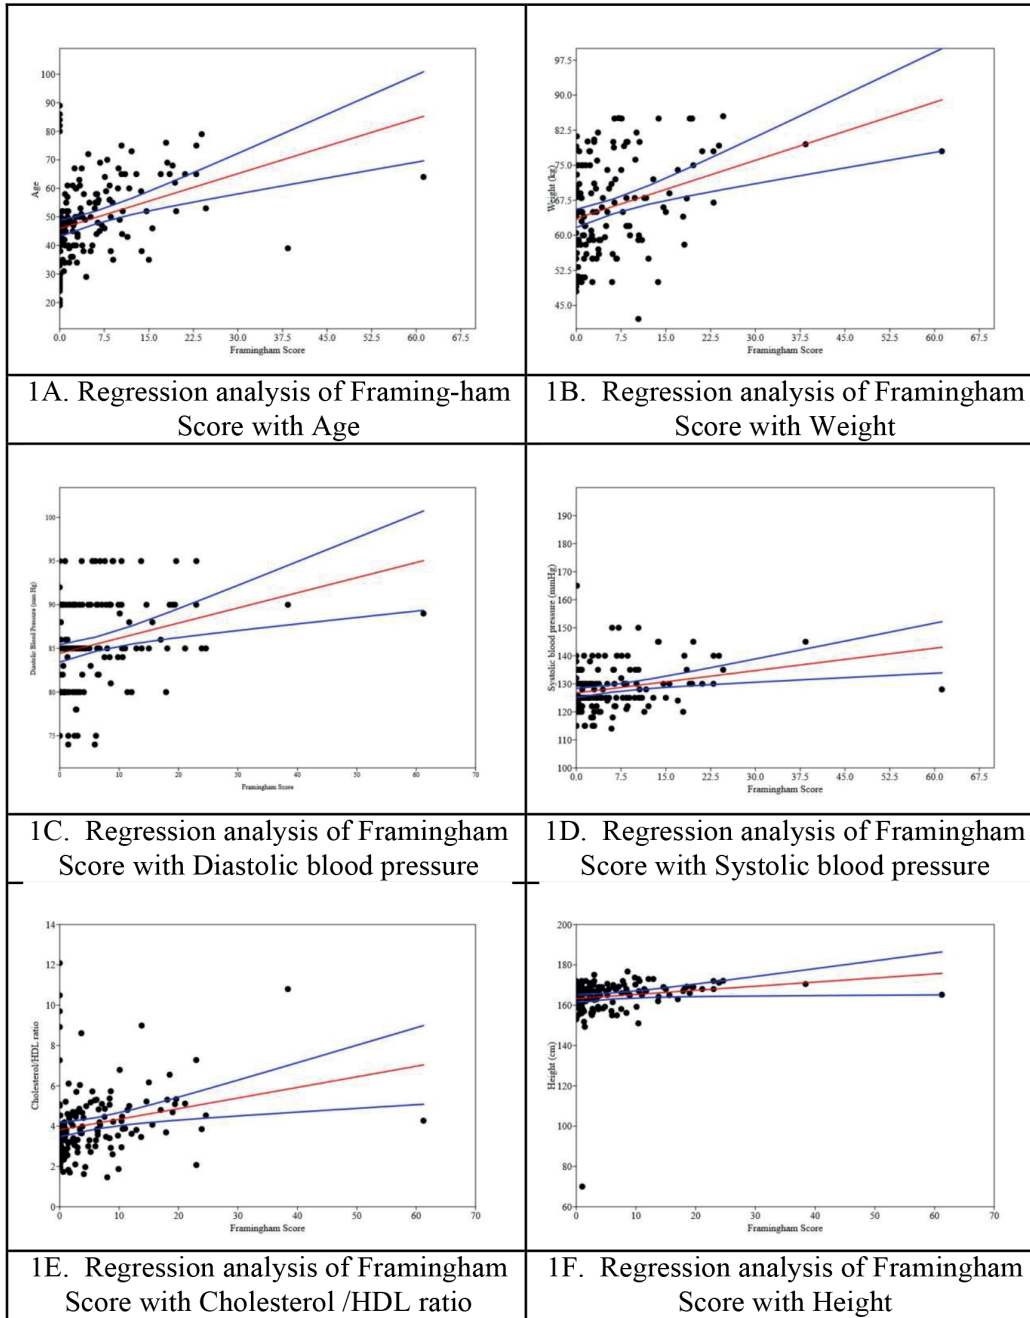 100
90
80
70
60
50
40
30
20
Age
0.0 7.5 15.0 22.5 30.0 37.5 45.0 52.5 60.0 67.5
Framingham Score
97.5
90.0
82.5
75.0
67.5
60.0
52.5
45.0
Weight (kg)
0.0 7.5 15.0 22.5 30.0 37.5 45.0 52.5 60.0 67.5
Framingham Score
1A. Regression analysis of Framing-ham
Score with Age
1B. Regression analysis of Framingham
Score with Weight
100
95
90
85
80
75
Diastolic Blood Pressure (mm Hg)
0 10 20 30 40 50 60 70
Framingham Score
190
180
170
160
150
140
130
120
110
100
Systolic blood pressure (mmHg)
0.0 7.5 15.0 22.5 30.0 37.5 45.0 52.5 60.0 67.5
Framingham Score
1C. Regression analysis of Framingham
Score with Diastolic blood pressure
1D. Regression analysis of Framingham
Score with Systolic blood pressure
14
12
10
8
6
4
2
0
Cholesterol/HDL ratio
0 10 20 30 40 50 60 70
Framingham Score
200
180
160
140
120
100
80
60
Height (cm)
0 10 20 30 40 50 60 70
Framingham Score
1E. Regression analysis of Framingham
Score with Cholesterol /HDL ratio
1F. Regression analysis of Framingham
Score with Height